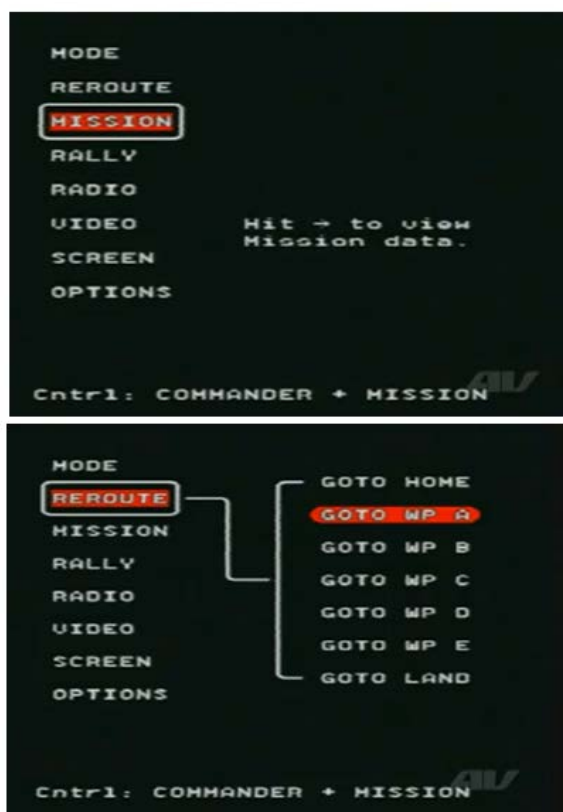 MODE
REROUTE
MISSION
RALLY
RADIO
VIDEO
SCREEN
OPTIONS
Hit → to view
Mission data.
AV
Cntrl: COMMANDER + MISSION
MODE
REROUTE
MISSION
RALLY
RADIO
VIDEO
SCREEN
OPTIONS
GOTO HOME
GOTO WP A
GOTO WP B
GOTO WP C
GOTO WP D
GOTO WP E
GOTO LAND
AV
Cntrl: COMMANDER + MISSION